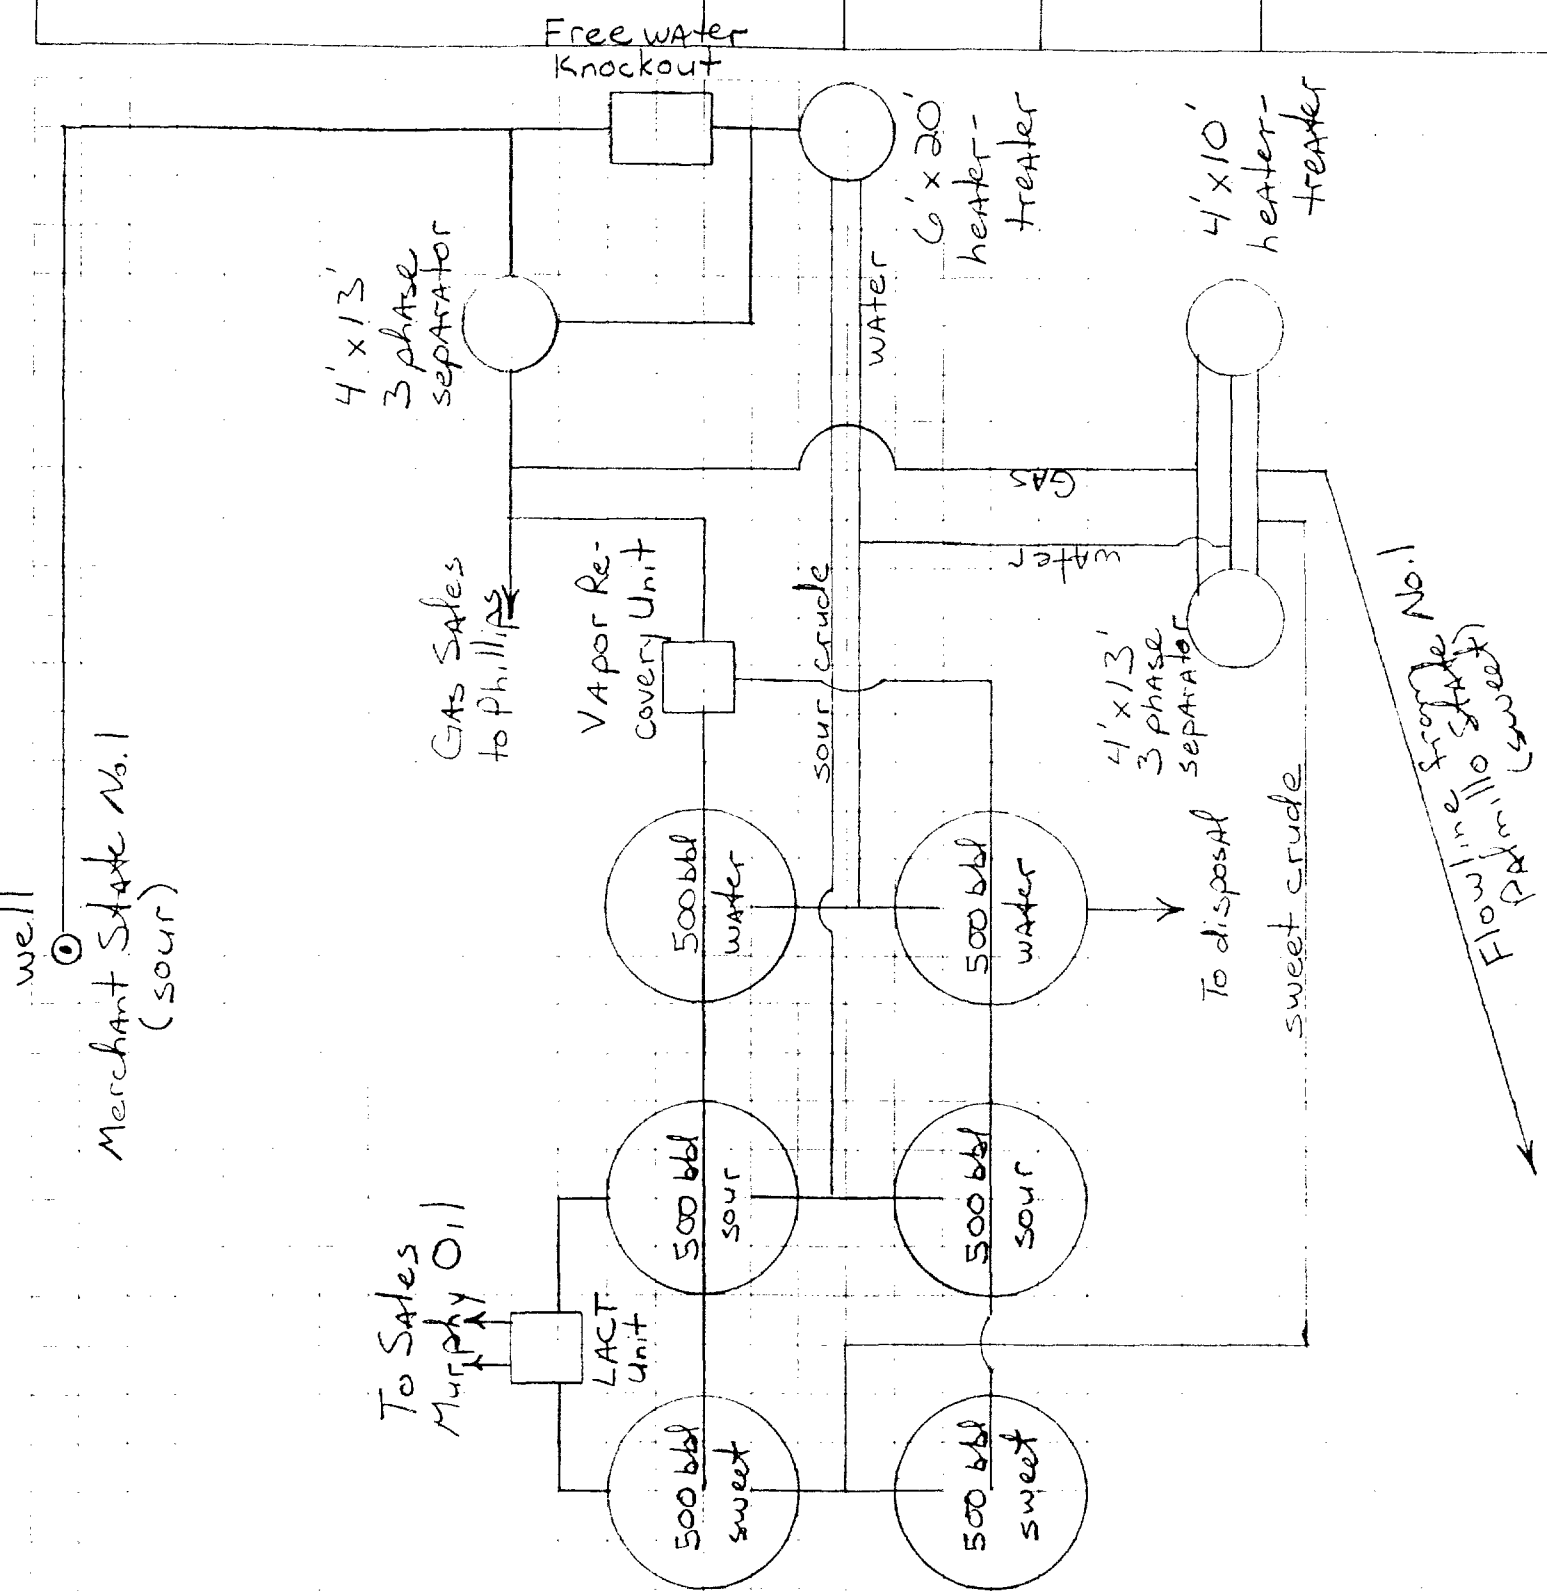 Free water
Knockout
6' x 20'
heater-
treater
4' x 10'
heater-
treater
4' x 13'
3 phase
separator
water
GAS
water
Gas Sales
to Phillips
Vapor Re-
covery Unit
sour crude
4' x 13'
3 phase
separator
well
Merchant State No. 1
(sour)
500 bbl
water
500 bbl
water
To disposal
sweet crude
Flowline from
State No. 1
(sweet)
To Sales
Murphy Oil
LACT
Unit
500 bbl
sour
500 bbl
sour
500 bbl
sweet
500 bbl
sweet